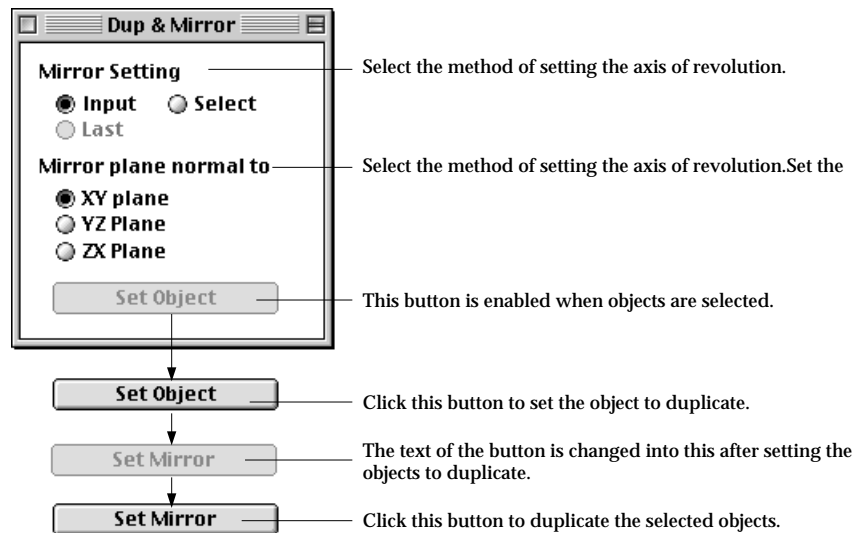 Dup & Mirror
Mirror Setting
Select the method of setting the axis of revolution.
Input Select
Last
Mirror plane normal to
Select the method of setting the axis of revolution.Set the
XY plane
YZ Plane
ZX Plane
Set Object
This button is enabled when objects are selected.
Set Object
Click this button to set the object to duplicate.
Set Mirror
The text of the button is changed into this after setting the
objects to duplicate.
Set Mirror
Click this button to duplicate the selected objects.